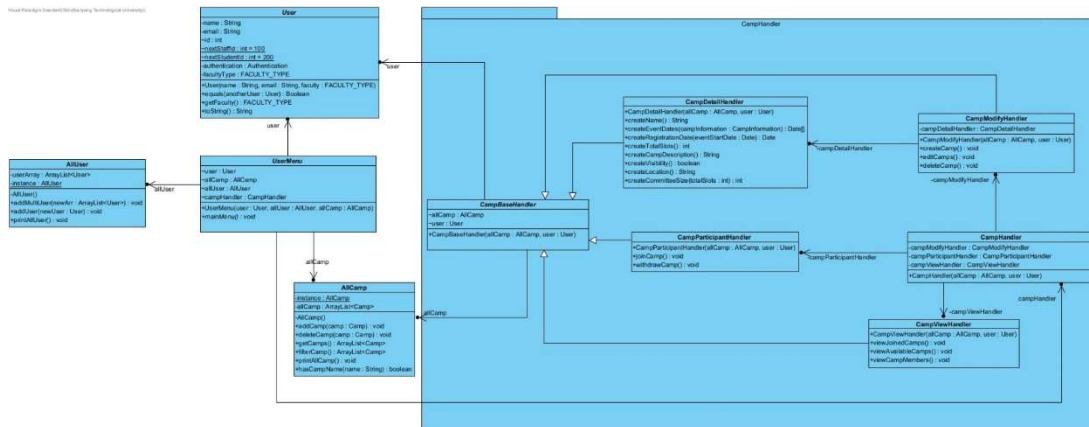 Visual Paradigm Standard(Nanyang Technological University)
CampHandler
User
-name : String
-email : String
-id : int
-nextStaffId : int = 100
-nextStudentId : int = 200
-authentication : Authentication
-facultyType : FACULTY_TYPE
+User(name : String, email : String, faculty : FACULTY_TYPE)
+equals(anotherUser : User) : Boolean
+getFaculty() : FACULTY_TYPE
+toString() : String
user
user
AllUser
-userArray : ArrayList<User>
-instance : AllUser
-AllUser()
+addMultiUser(newArr : ArrayList<User>) : void
+addUser(newUser : User) : void
+printAllUser() : void
allUser
UserMenu
-user : User
-allCamp : AllCamp
-allUser : AllUser
-campHandler : CampHandler
+UserMenu(user : User, allUser : AllUser, allCamp : AllCamp)
+mainMenu() : void
allCamp
AllCamp
-instance : AllCamp
-allCamp : ArrayList<Camp>
-AllCamp()
+addCamp(camp : Camp) : void
+deleteCamp(camp : Camp) : void
+getCamps() : ArrayList<Camp>
+filterCamp() : ArrayList<Camp>
+printAllCamp() : void
+hasCampName(name : String) : boolean
allCamp
CampBaseHandler
-allCamp : AllCamp
-user : User
+CampBaseHandler(allCamp : AllCamp, user : User)
CampDetailHandler
+CampDetailHandler(allCamp : AllCamp, user : User)
+createName() : String
+createEventDates(campInformation : CampInformation) : Date[]
+createRegistrationDate(eventStartDate : Date) : Date
+createTotalSlots() : int
+createCampDescription() : String
+createVisibility() : boolean
+createLocation() : String
+createCommitteeSize(totalSlots : int) : int
-campDetailHandler
CampModifyHandler
-campDetailHandler : CampDetailHandler
+CampModifyHandler(allCamp : AllCamp, user : User)
+createCamp() : void
+editCamps() : void
+deleteCamp() : void
-campModifyHandler
CampParticipantHandler
+CampParticipantHandler(allCamp : AllCamp, user : User)
+joinCamp() : void
+withdrawCamp() : void
-campParticipantHandler
CampHandler
-campModifyHandler : CampModifyHandler
-campParticipantHandler : CampParticipantHandler
-campViewHandler : CampViewHandler
+CampHandler(allCamp : AllCamp, user : User)
campHandler
-campViewHandler
CampViewHandler
+CampViewHandler(allCamp : AllCamp, user : User)
+viewJoinedCamps() : void
+viewAvailableCamps() : void
+viewCampMembers() : void